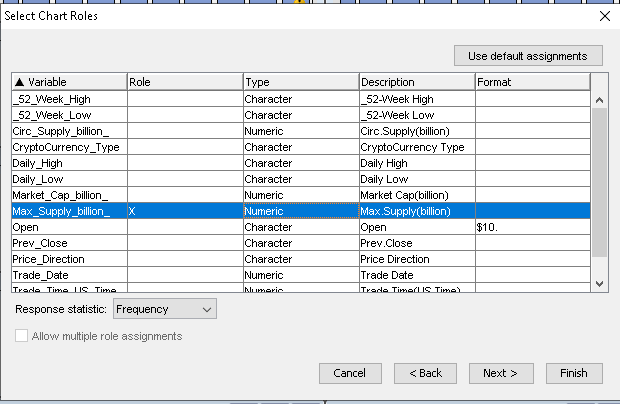 Select Chart Roles
Use default assignments
▲ Variable Role Type Description Format
_52_Week_High Character _52-Week High
_52_Week_Low Character _52-Week Low
Circ_Supply_billion_ Numeric Circ.Supply(billion)
CryptoCurrency_Type Character CryptoCurrency Type
Daily_High Character Daily High
Daily_Low Character Daily Low
Market_Cap_billion_ Numeric Market Cap(billion)
Max_Supply_billion_ X Numeric Max.Supply(billion)
Open Character Open $10.
Prev_Close Character Prev.Close
Price_Direction Character Price Direction
Trade_Date Numeric Trade Date
Trade_Time_US_Time Numeric Trade Time(US Time)
Response statistic: Frequency
Allow multiple role assignments
Cancel < Back Next > Finish